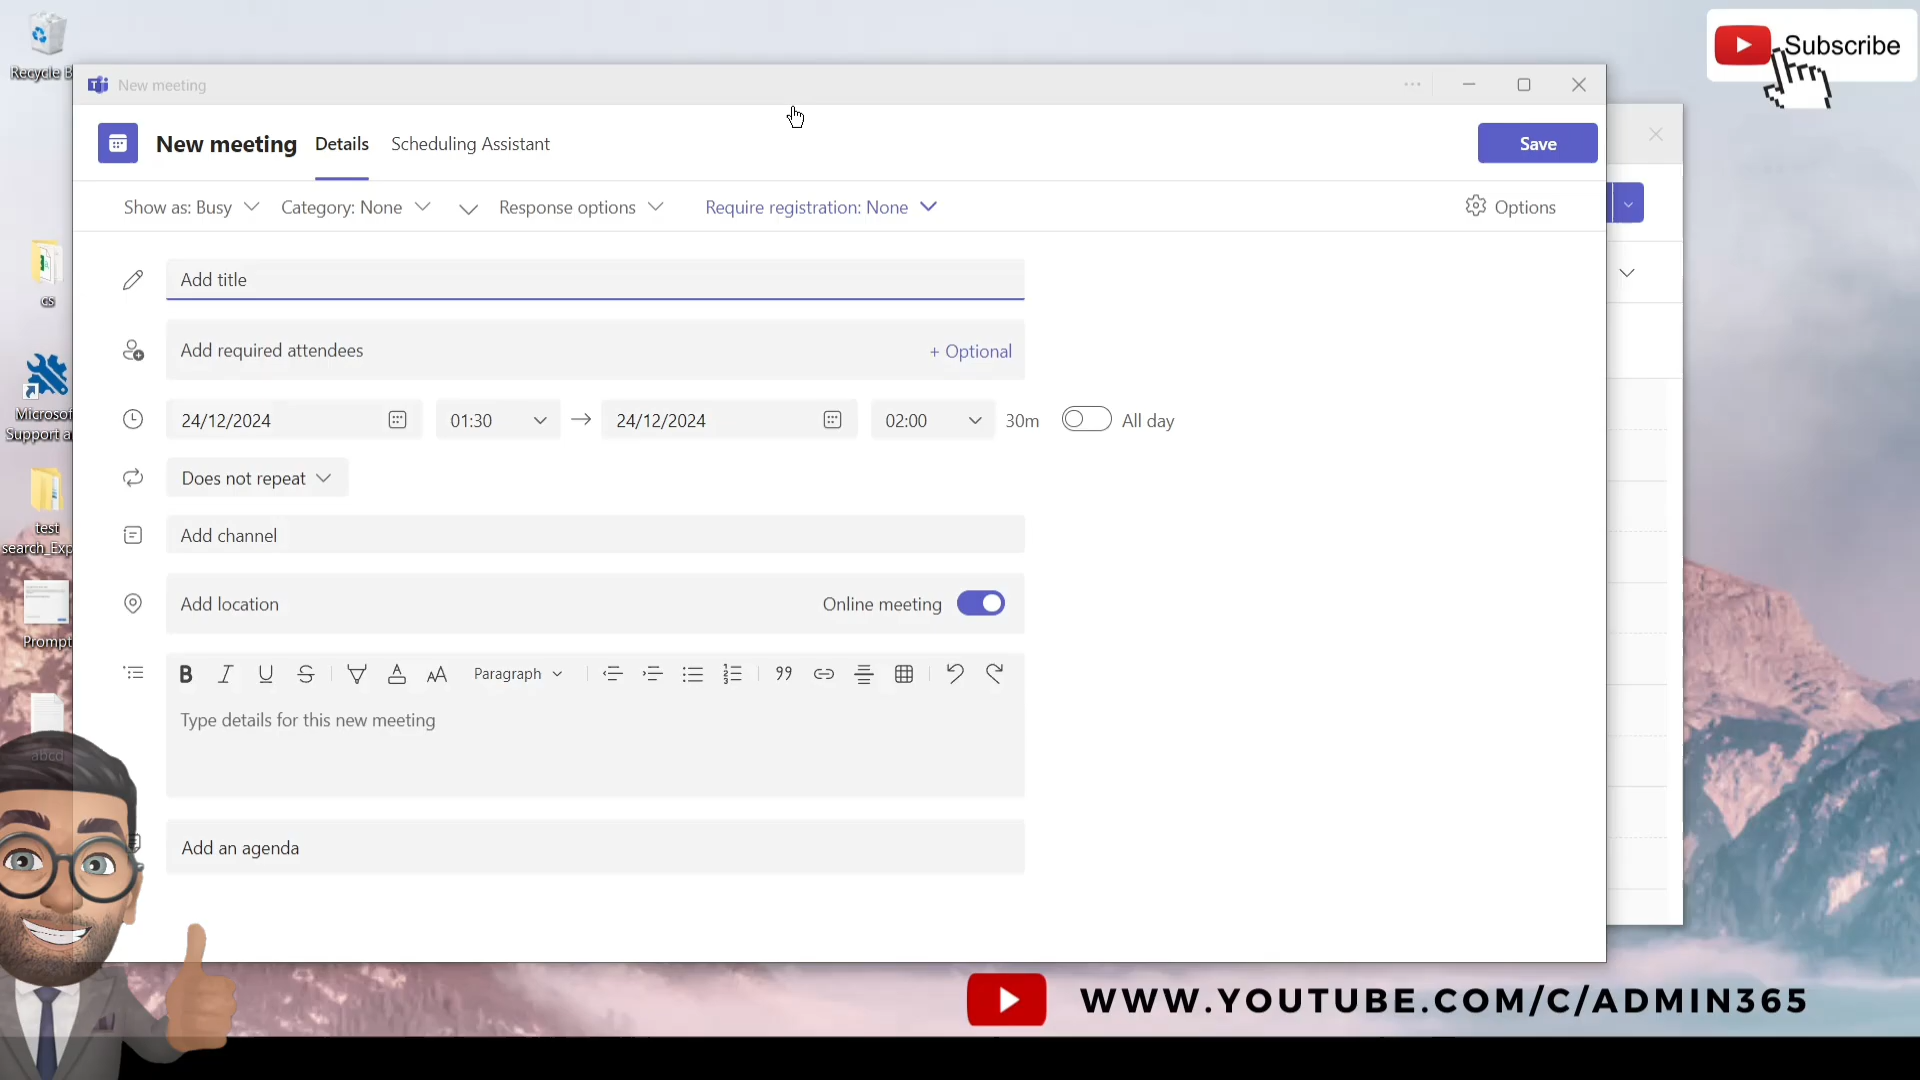 Subscribe
Recycle B
New meeting
New meeting Details Scheduling Assistant Save
Show as: Busy Category: None Response options Require registration: None Options
Add title
cs
Add required attendees + Optional
24/12/2024 01:30 24/12/2024 02:00 30m All day
Microsof
Support a
Does not repeat
test
search_Exp
Add channel
Add location Online meeting
Prompt
Paragraph
Type details for this new meeting
abcd
Add an agenda
WWW.YOUTUBE.COM/C/ADMIN365